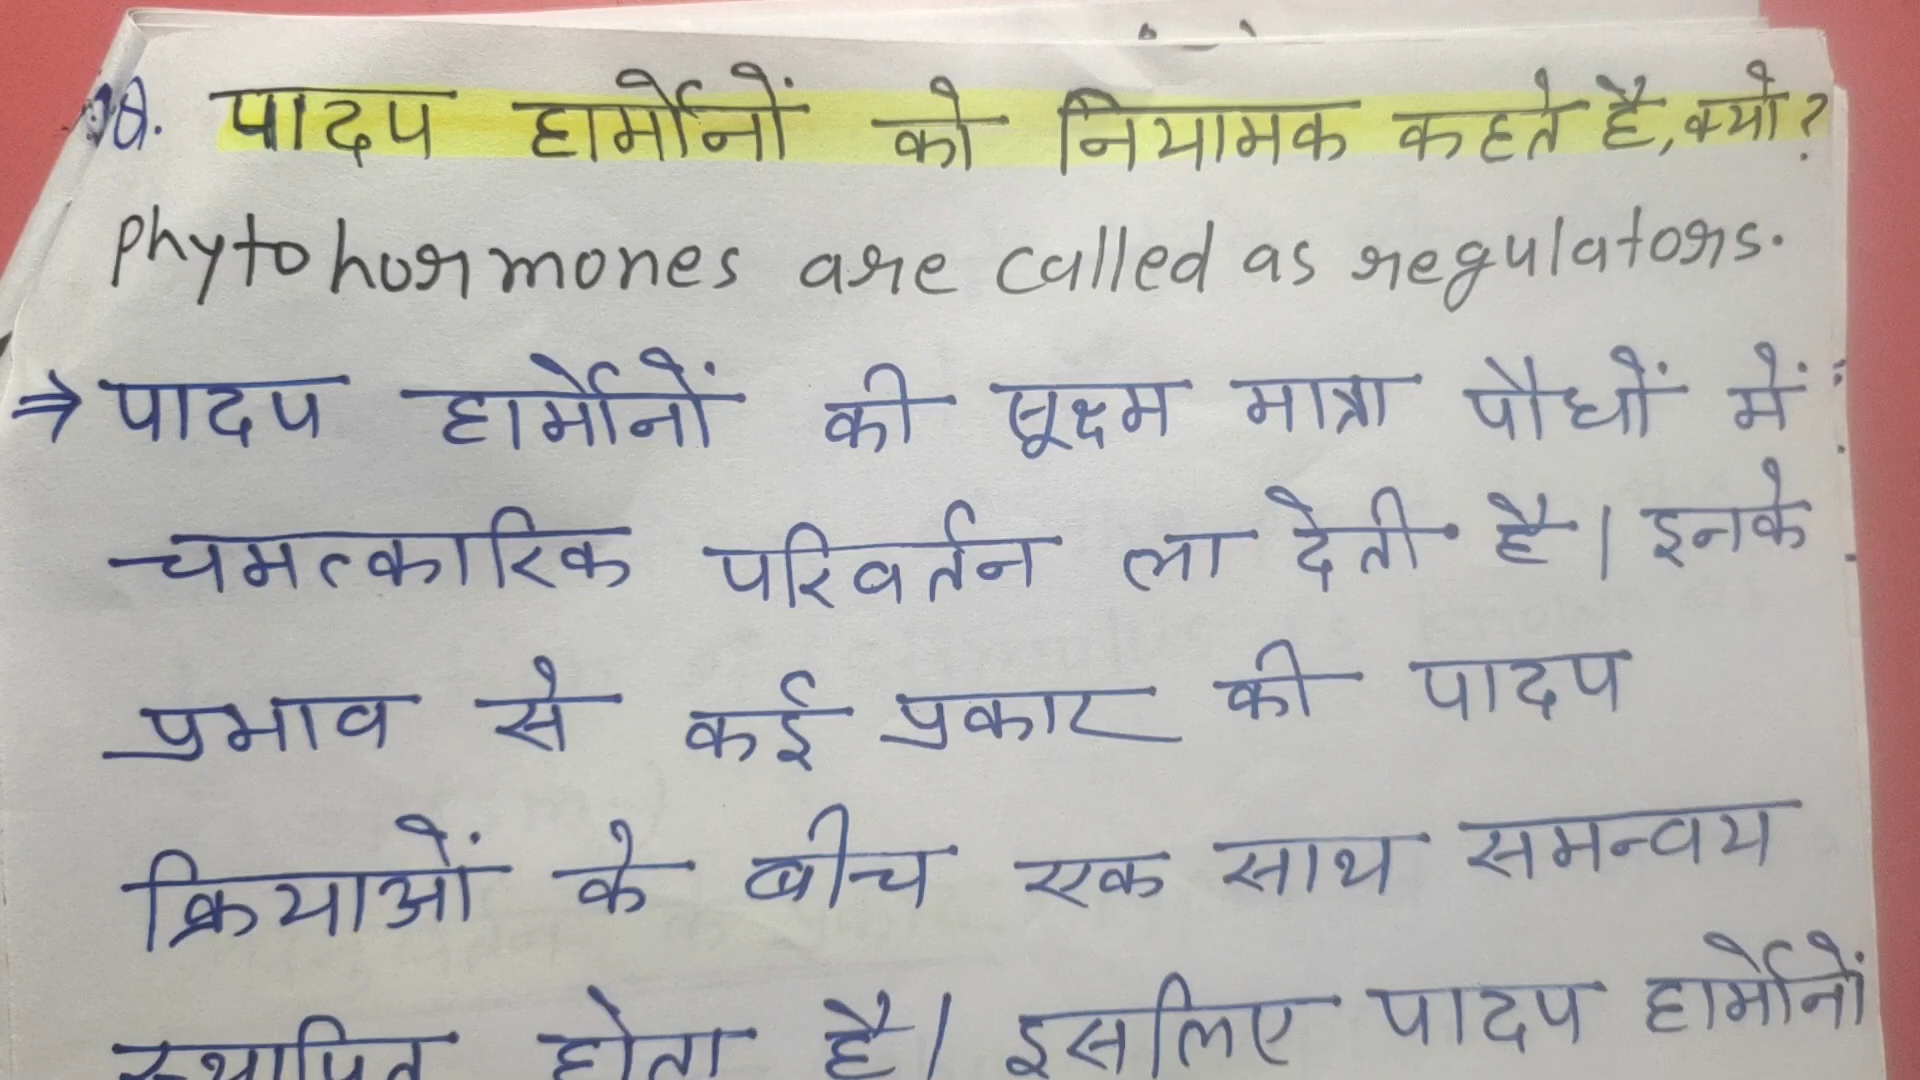 Q. पादप हार्मोनों को नियामक कहते है, क्यो?
Phytohormones are called as regulators.
⇒ पादप हार्मोनों की सूक्ष्म मात्रा पौधों में
चमत्कारिक परिवर्तन ला देती है। इनके
प्रभाव से कई प्रकार की पादप
क्रियाओं के बीच एक साथ समन्वय
स्थापित होता है। इसलिए पादप हार्मोनों